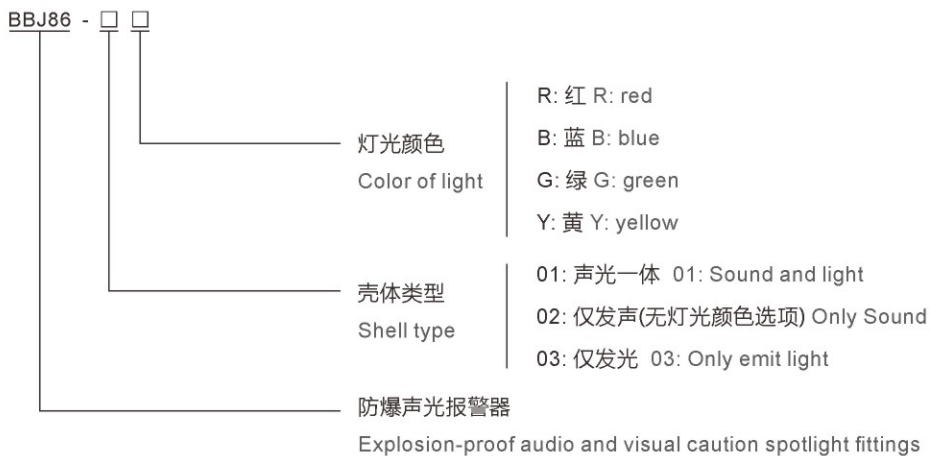 BBJ86 - □ □
R: 红 R: red
B: 蓝 B: blue
灯光颜色
Color of light
G: 绿 G: green
Y: 黄 Y: yellow
01: 声光一体 01: Sound and light
壳体类型
Shell type
02: 仅发声(无灯光颜色选项) Only Sound
03: 仅发光 03: Only emit light
防爆声光报警器
Explosion-proof audio and visual caution spotlight fittings